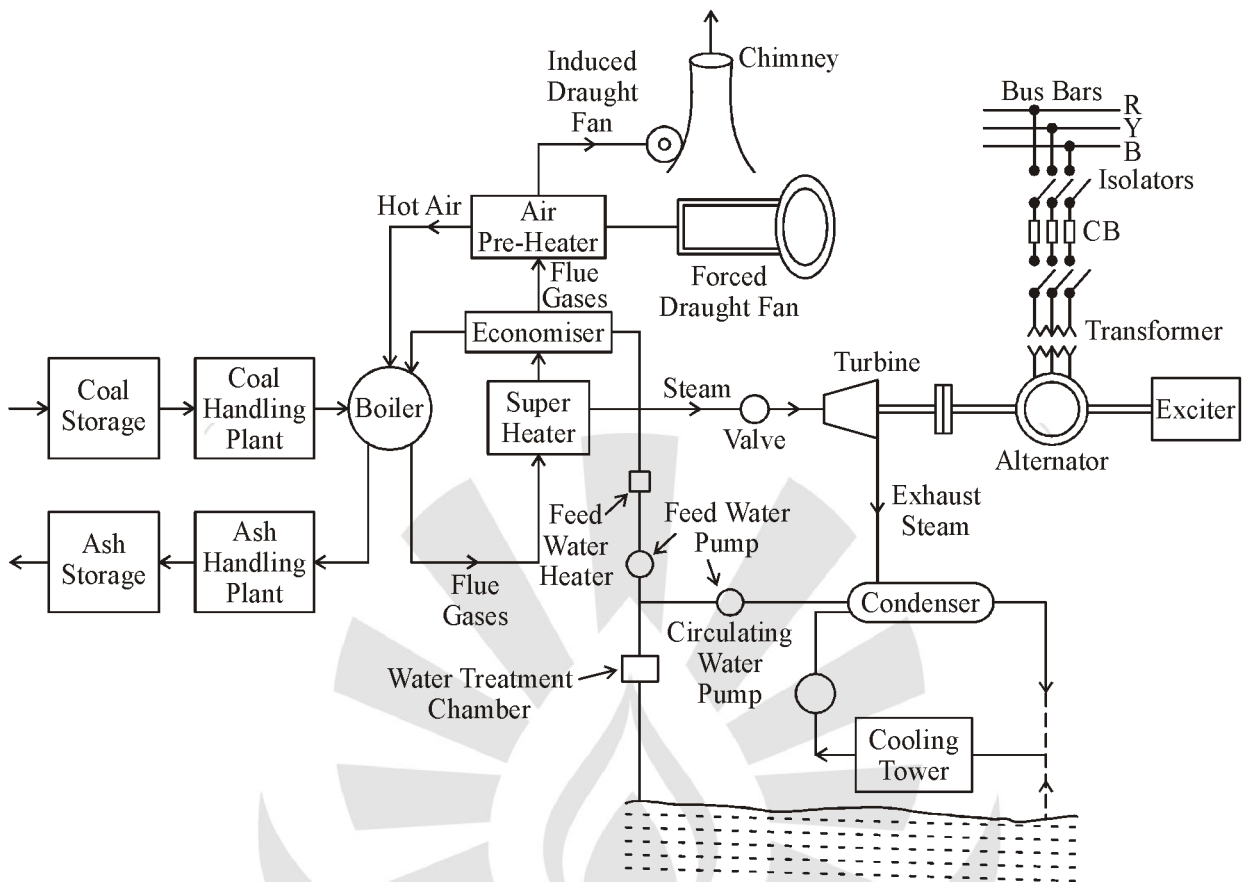 Induced
Draught
Fan
Chimney
Bus Bars
R
Y
B
Isolators
CB
Hot Air
Air
Pre-Heater
Flue
Gases
Forced
Draught Fan
Economiser
Transformer
Turbine
Coal
Storage
Coal
Handling
Plant
Boiler
Super
Heater
Steam
Valve
Alternator
Exciter
Exhaust
Steam
Ash
Storage
Ash
Handling
Plant
Flue
Gases
Feed
Water
Heater
Feed Water
Pump
Condenser
Circulating
Water
Pump
Water Treatment
Chamber
Cooling
Tower